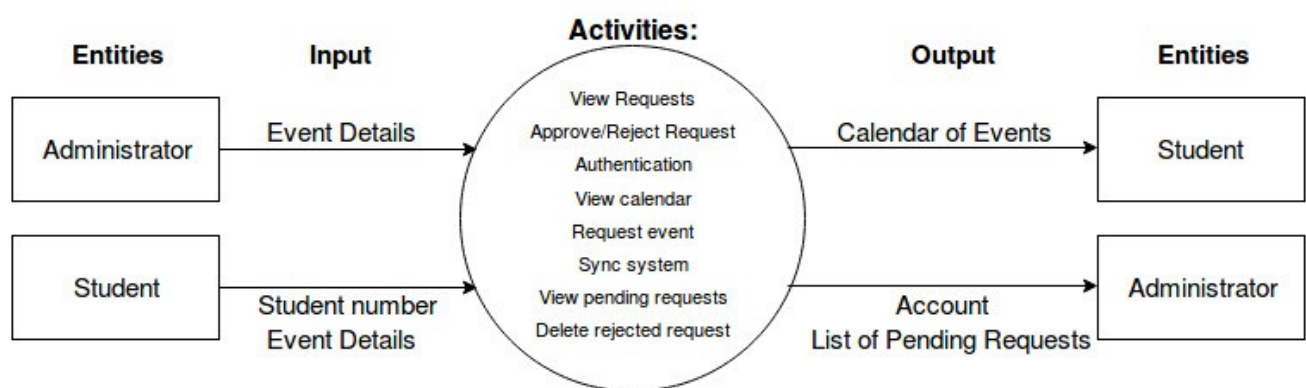 Entities
Input
Activities:
Output
Entities
Administrator
Event Details
Student
Student number
Event Details
View Requests
Approve/Reject Request
Authentication
View calendar
Request event
Sync system
View pending requests
Delete rejected request
Calendar of Events
Student
Account
List of Pending Requests
Administrator